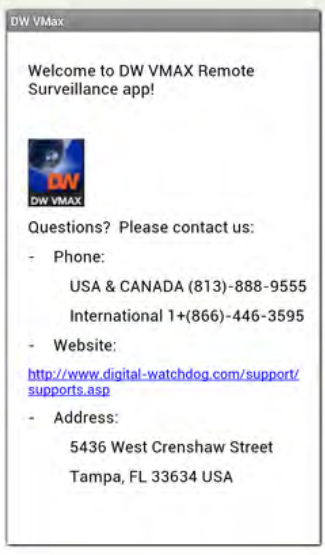 DW VMax
Welcome to DW VMAX Remote
Surveillance app!
DW
DW VMAX
Questions? Please contact us:
- Phone:
USA & CANADA (813)-888-9555
International 1+(866)-446-3595
- Website:
http://www.digital-watchdog.com/support/
supports.asp
- Address:
5436 West Crenshaw Street
Tampa, FL 33634 USA